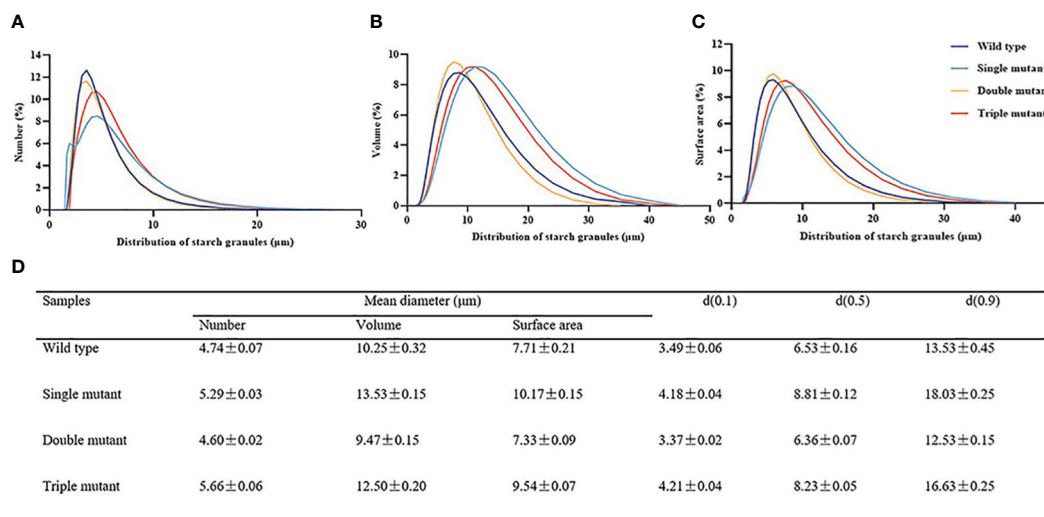 A
B
C
14
12
10
8
6
4
2
0
0
10
20
30
Number (%)
Distribution of starch granules (μm)
10
8
6
4
2
0
0
10
20
30
40
50
Volume (%)
Distribution of starch granules (μm)
12
10
8
6
4
2
0
0
10
20
30
40
Surface area (%)
Distribution of starch granules (μm)
Wild type
Single mutant
Double mutant
Triple mutant
D
Samples Mean diameter (μm) d(0.1) d(0.5) d(0.9)
Number Volume Surface area
Wild type 4.74±0.07 10.25±0.32 7.71±0.21 3.49±0.06 6.53±0.16 13.53±0.45
Single mutant 5.29±0.03 13.53±0.15 10.17±0.15 4.18±0.04 8.81±0.12 18.03±0.25
Double mutant 4.60±0.02 9.47±0.15 7.33±0.09 3.37±0.02 6.36±0.07 12.53±0.15
Triple mutant 5.66±0.06 12.50±0.20 9.54±0.07 4.21±0.04 8.23±0.05 16.63±0.25